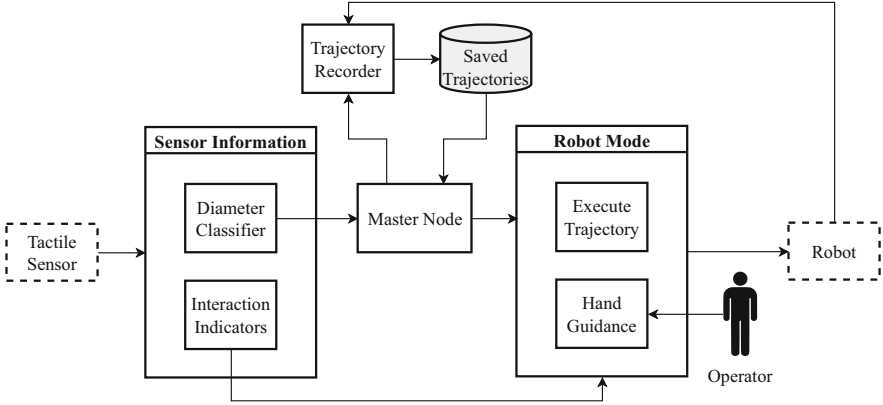 Trajectory
Recorder
Saved
Trajectories
Sensor Information
Robot Mode
Diameter
Classifier
Master Node
Execute
Trajectory
Tactile
Sensor
Robot
Interaction
Indicators
Hand
Guidance
Operator